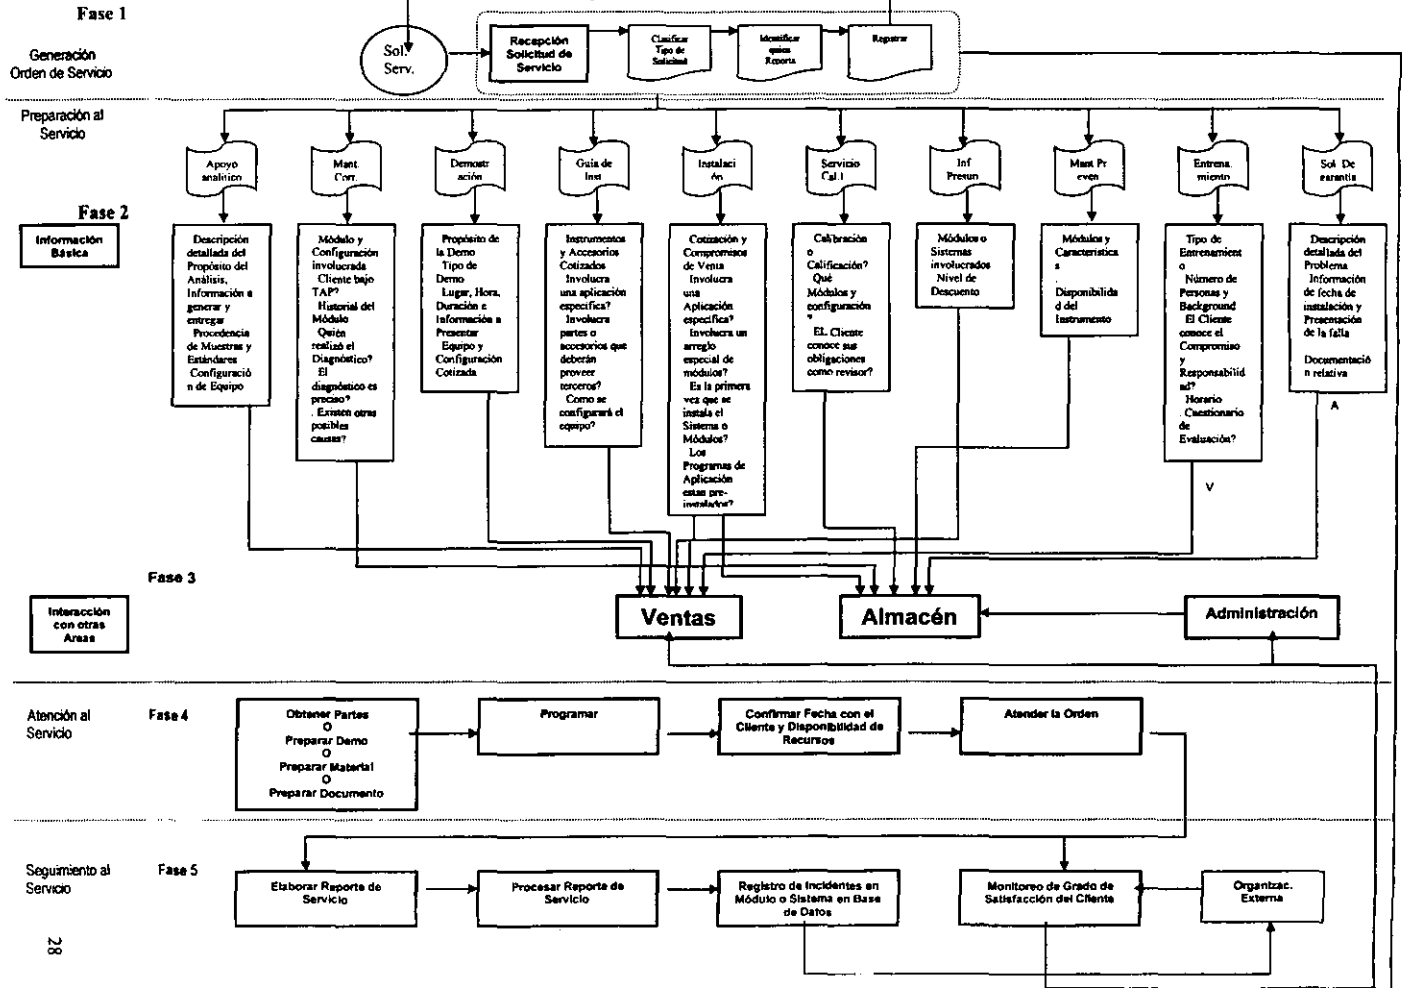 Fase 1
Generación
Orden de Servicio
Sol.
Serv.
Recepción
Solicitud de
Servicio
Clasificar
Tipo de
Solicitud
Identificar
quien
Reporta
Registrar
Preparación al
Servicio
Apoyo
analítico
Mant.
Corr.
Demostr
ación
Guía de
Inst
Instalaci
ón
Servicio
Cal.
Inf
Presup
Mant Pr
even
Entrena.
miento
Sol. De
garantía
Fase 2
Información
Básica
Descripción
detallada del
Propósito del
Análisis,
Información a
generar y
entregar
Procedencia
de Muestras y
Estándares
Configuració
n de Equipo
Módulo y
Configuración
involucrada
Cliente bajo
TAP?
Historial del
Módulo
Quién
realizó el
Diagnóstico?
El
diagnóstico es
preciso?
. Existen otras
posibles
causas?
Propósito de
la Demo
Tipo de
Demo
Lugar, Hora,
Duración e
Información a
Presentar
Equipo y
Configuración
Cotizada
Instrumentos
y Accesorios
Cotizados
Involucra
una aplicación
específica?
Involucra
partes o
accesorios que
deberán
proveer
terceros?
Como se
configurará el
equipo?
Cotización y
Compromisos
de Venta
Involucra
una
Aplicación
específica?
Involucra un
arreglo
especial de
módulos?
Es la primera
vez que se
instala el
Sistema o
Módulos?
Los
Programas de
Aplicación
estan pre-
instalados?
Calibración
o
Calificación?
Qué
Módulos y
configuración
?
EL Cliente
conoce sus
obligaciones
como revisor?
Módulos o
Sistemas
involucrados
Nivel de
Descuento
Módulos y
Característica
s
.
Disponibilida
d del
Instrumento
Tipo de
Entrenament
o
Número de
Personas y
Background
El Cliente
conoce el
Compromiso
y
Responsabilid
ad?
Horario
. Cuestionario
de
Evaluación?
Descripción
detallada del
Problema
Información
de fecha de
instalación y
Presentación
de la falla
Documentació
n relativa
A
V
Fase 3
Interacción
con otras
Areas
Ventas
Almacén
Administración
Atención al
Servicio
Fase 4
Obtener Partes
O
Preparar Demo
O
Preparar Material
O
Preparar Documento
Programar
Confirmar Fecha con el
Cliente y Disponibilidad de
Recursos
Atender la Orden
Seguimiento al
Servicio
Fase 5
Elaborar Reporte de
Servicio
Procesar Reporte de
Servicio
Registro de Incidentes en
Módulo o Sistema en Base
de Datos
Monitoreo de Grado de
Satisfacción del Cliente
Organizac.
Externa
28